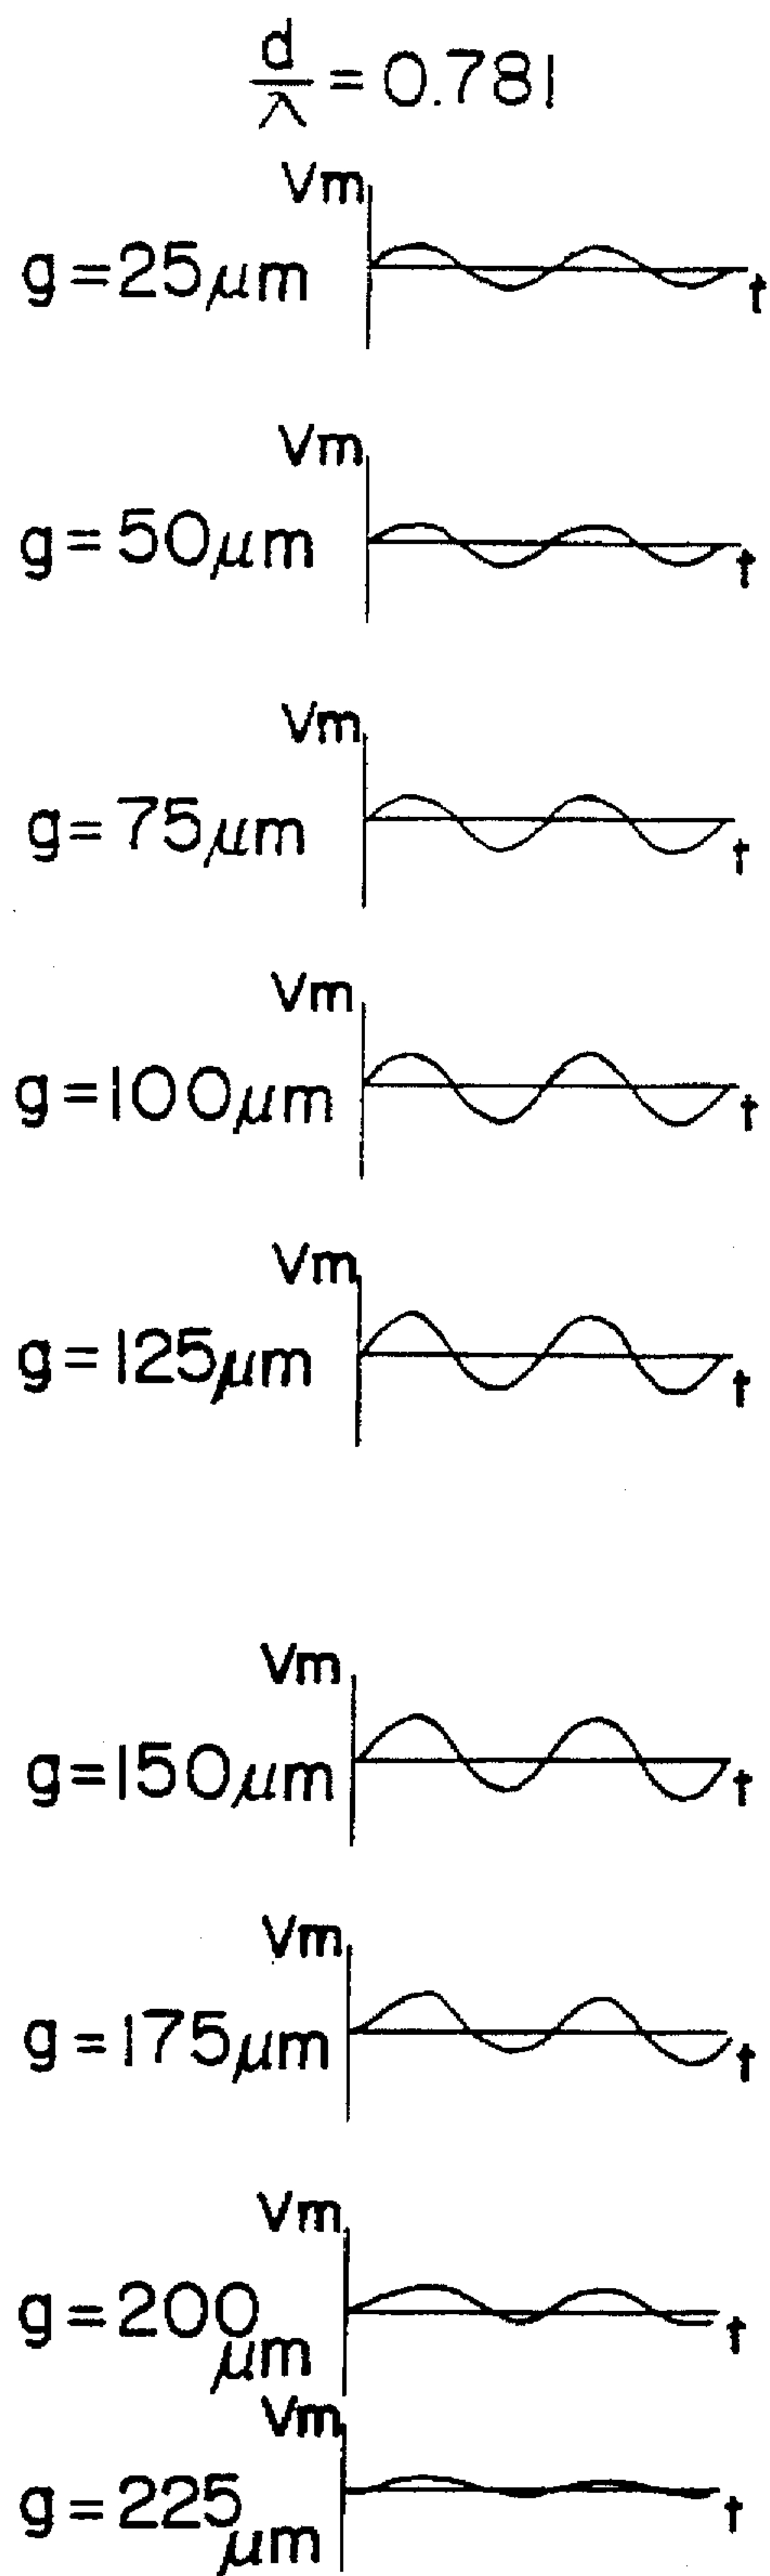 d/λ = 0.781
Vm
g = 25μm
t
Vm
g = 50μm
t
Vm
g = 75μm
t
Vm
g = 100μm
t
Vm
g = 125μm
t
Vm
g = 150μm
t
Vm
g = 175μm
t
Vm
g = 200
μm
t
Vm
g = 225
μm
t